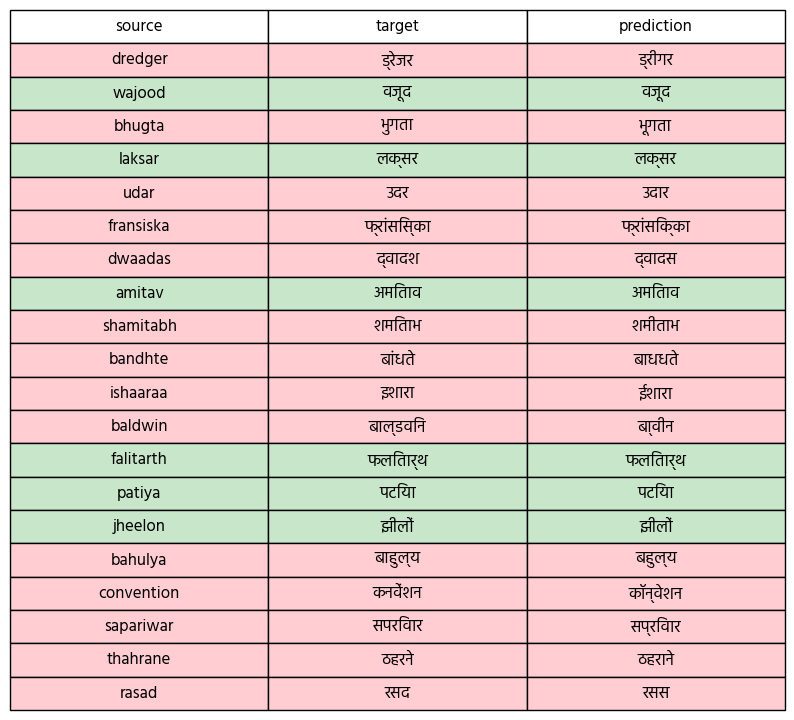 source target prediction
dredger ड्रेजर ड्रीगर
wajood वजूद वजूद
bhugta भुगता भूगता
laksar लक्सर लक्सर
udar उदर उदार
fransiska फ्रांसिस्का फ्रांसिक्का
dwaadas द्वादश द्वादस
amitav अमिताव अमिताव
shamitabh शमिताभ शमीताभ
bandhte बांधते बाधधते
ishaaraa इशारा ईशारा
baldwin बाल्डविन बा्वीन
falitarth फलितार्थ फलितार्थ
patiya पटिया पटिया
jheelon झीलों झीलों
bahulya बाहुल्य बहुल्य
convention कनवेंशन कॉन्वेशन
sapariwar सपरिवार सप्रिवार
thahrane ठहरने ठहराने
rasad रसद रसस